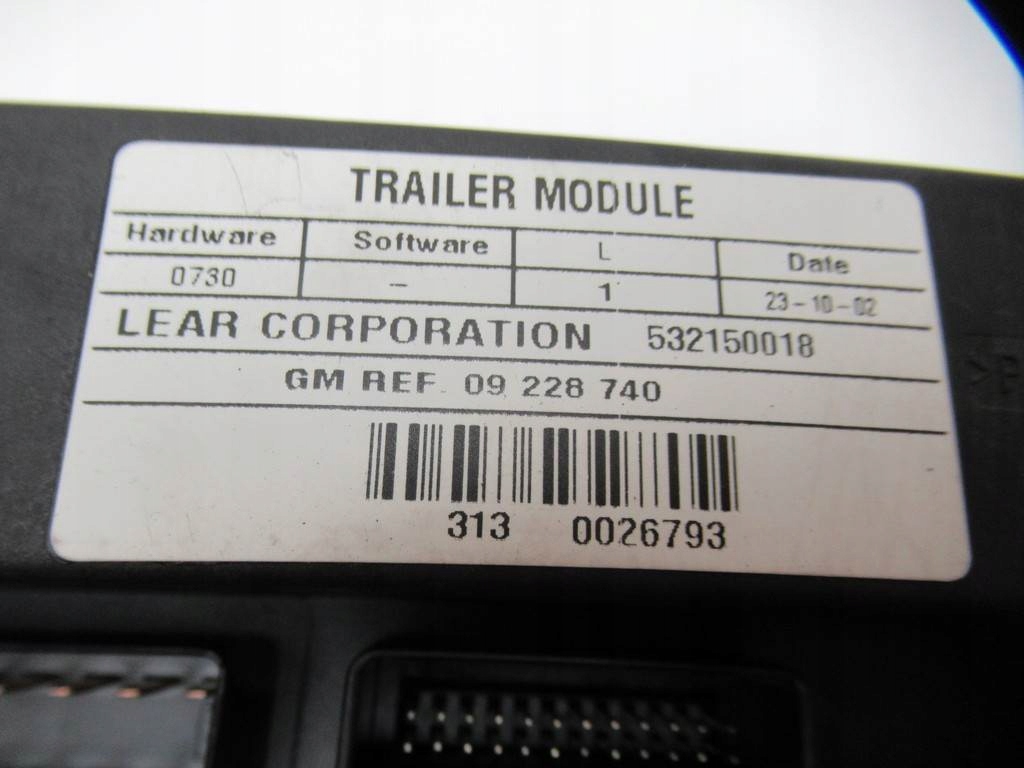 TRAILER MODULE
Hardware Software L Date
0730 – 1 23-10-02
LEAR CORPORATION 532150018
GM REF. 09 228 740
313 0026793